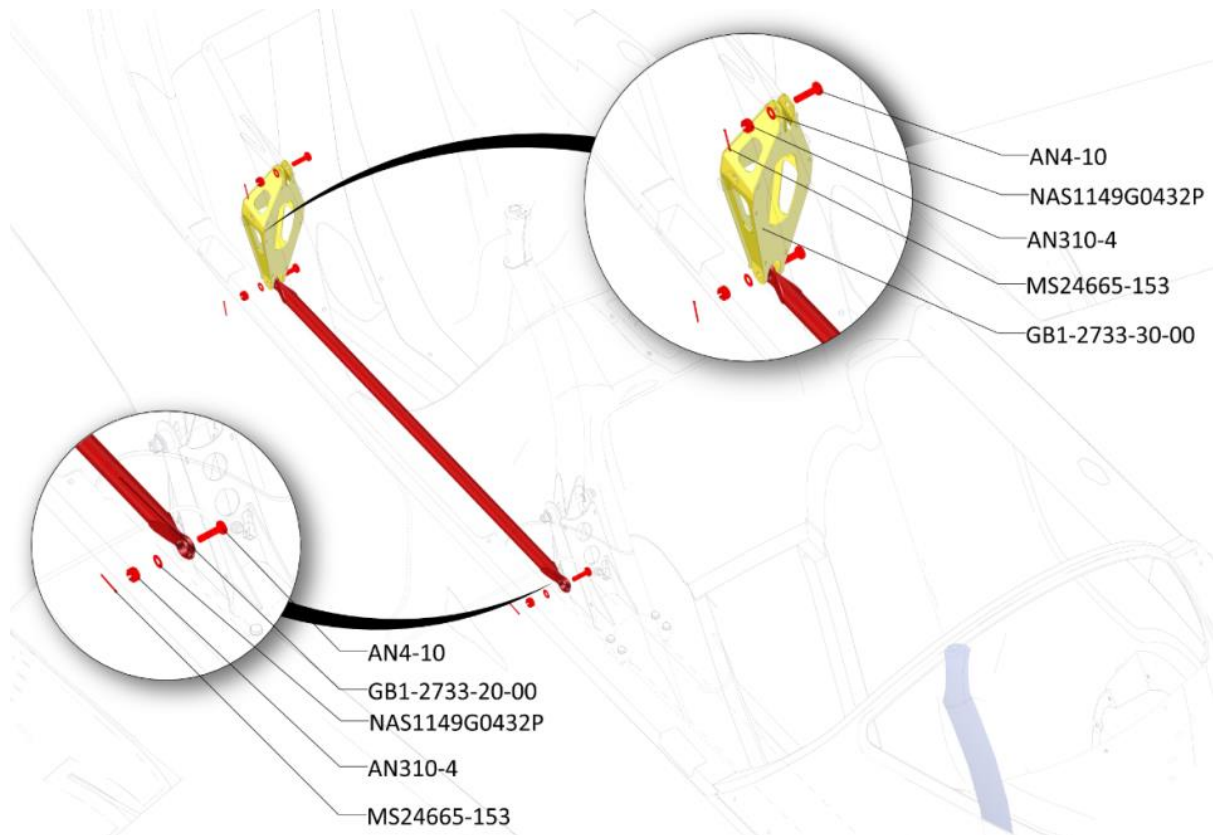 AN4-10
NAS1149G0432P
AN310-4
MS24665-153
GB1-2733-30-00
AN4-10
GB1-2733-20-00
NAS1149G0432P
AN310-4
MS24665-153